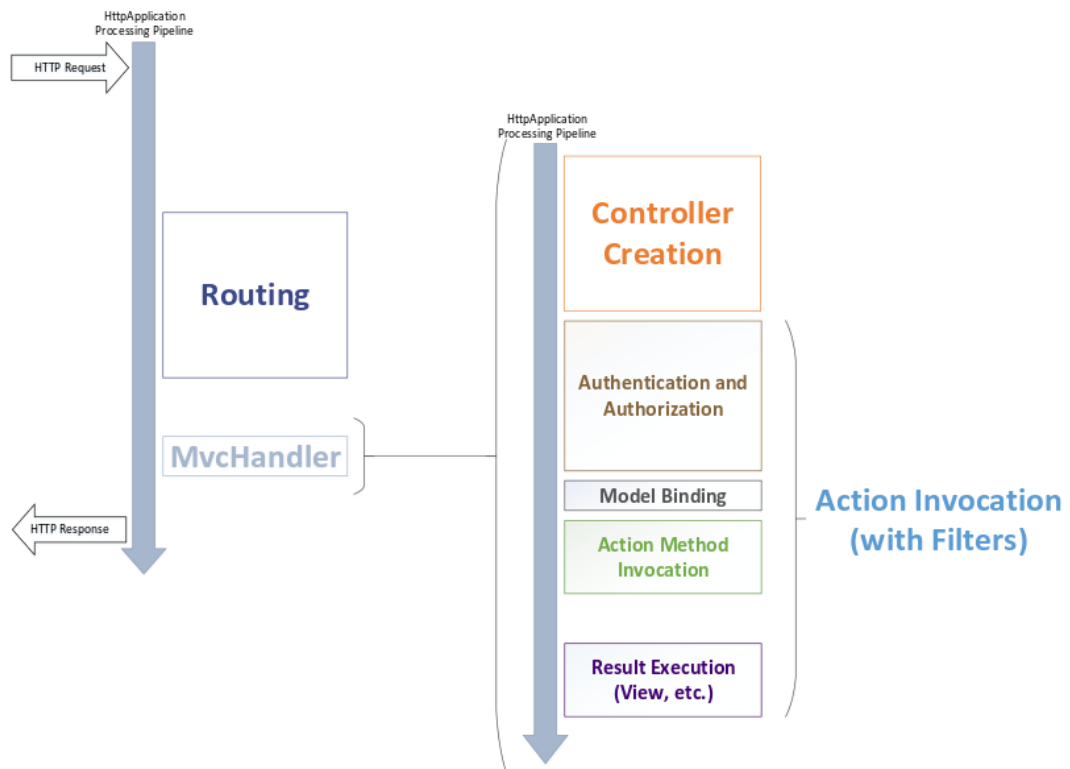 HttpApplication
Processing Pipeline
HTTP Request
Routing
MvcHandler
HTTP Response
HttpApplication
Processing Pipeline
Controller
Creation
Authentication and
Authorization
Model Binding
Action Method
Invocation
Result Execution
(View, etc.)
Action Invocation
(with Filters)